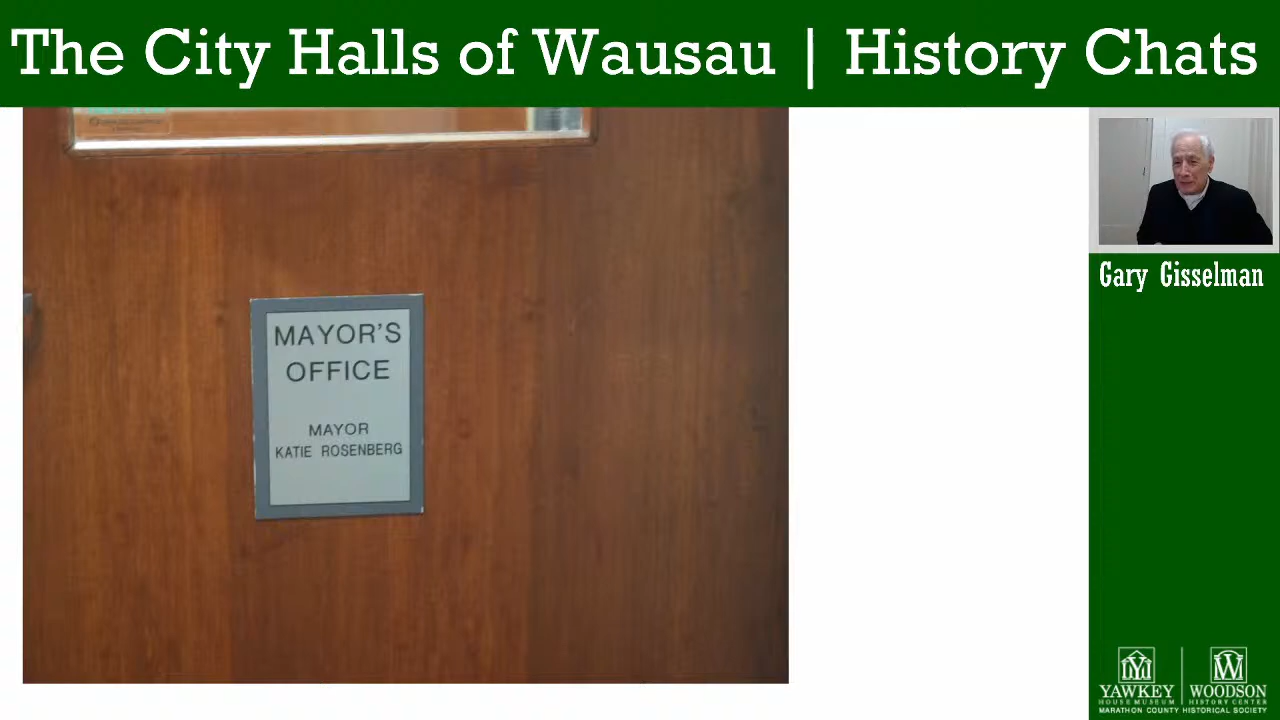 The City Halls of Wausau | History Chats
MAYOR'S
OFFICE
MAYOR
KATIE ROSENBERG
Gary Gisselman
YAWKEY
HOUSE MUSEUM
WOODSON
HISTORY CENTER
MARATHON COUNTY HISTORICAL SOCIETY